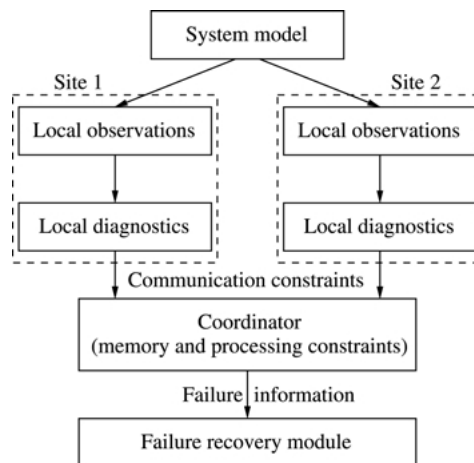 System model
Site 1
Site 2
Local observations
Local observations
Local diagnostics
Local diagnostics
Communication constraints
Coordinator
(memory and processing constraints)
Failure information
Failure recovery module